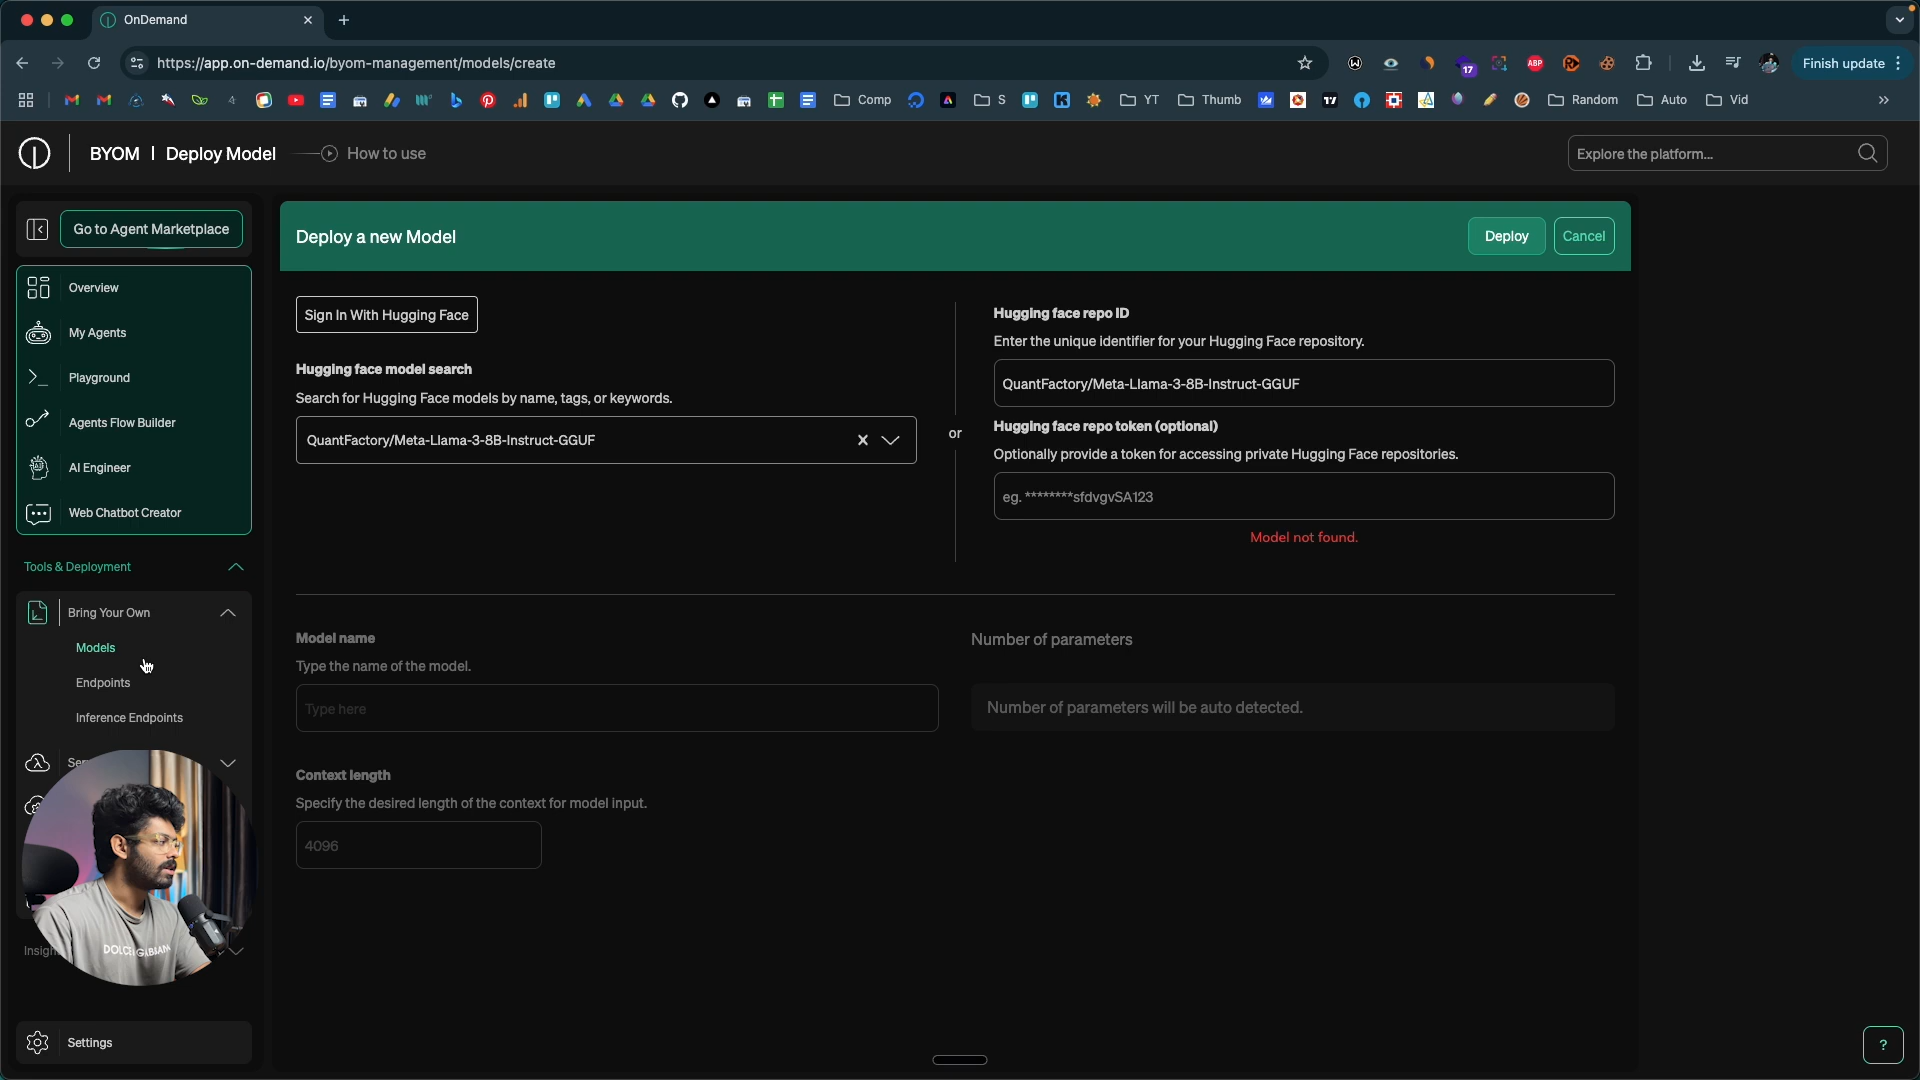 OnDemand
https://app.on-demand.io/byom-management/models/create
17
ABP
Finish update
Comp
S
YT
Thumb
Random
Auto
Vid
BYOM | Deploy Model
How to use
Explore the platform...
Go to Agent Marketplace
Overview
My Agents
Playground
Agents Flow Builder
AI Engineer
Web Chatbot Creator
Tools & Deployment
Bring Your Own
Models
Endpoints
Inference Endpoints
Settings
Deploy a new Model
Deploy
Cancel
Sign In With Hugging Face
Hugging face model search
Search for Hugging Face models by name, tags, or keywords.
QuantFactory/Meta-Llama-3-8B-Instruct-GGUF
or
Hugging face repo ID
Enter the unique identifier for your Hugging Face repository.
QuantFactory/Meta-Llama-3-8B-Instruct-GGUF
Hugging face repo token (optional)
Optionally provide a token for accessing private Hugging Face repositories.
eg. ********sfdvgvSA123
Model not found.
Model name
Type the name of the model.
Type here
Number of parameters
Number of parameters will be auto detected.
Context length
Specify the desired length of the context for model input.
4096
?